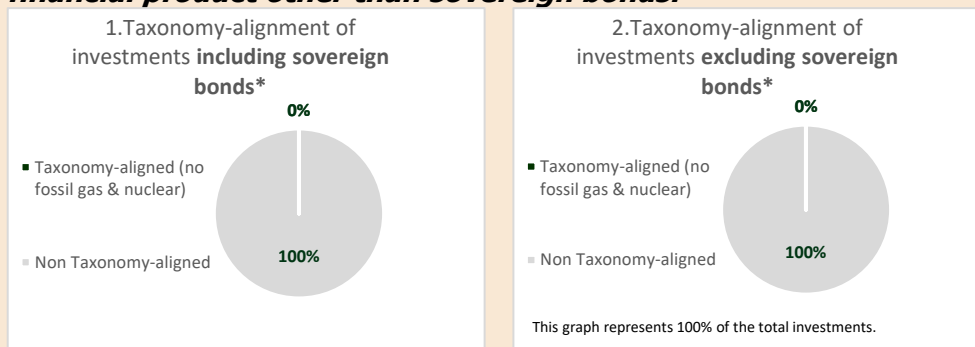 financial product other than sovereign bonds.
1.Taxonomy-alignment of
investments including sovereign
bonds*
0%
Taxonomy-aligned (no
fossil gas & nuclear)
Non Taxonomy-aligned
100%
2.Taxonomy-alignment of
investments excluding sovereign
bonds*
0%
Taxonomy-aligned (no
fossil gas & nuclear)
Non Taxonomy-aligned
100%
This graph represents 100% of the total investments.